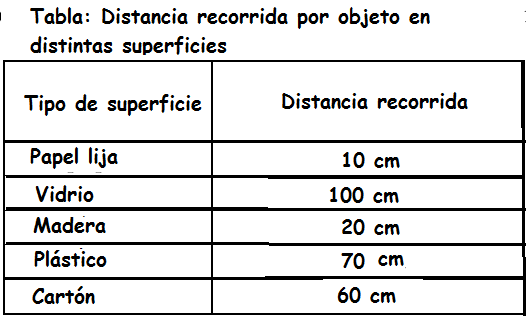 Tabla: Distancia recorrida por objeto en
distintas superficies
Tipo de superficie Distancia recorrida
Papel lija 10 cm
Vidrio 100 cm
Madera 20 cm
Plástico 70 cm
Cartón 60 cm